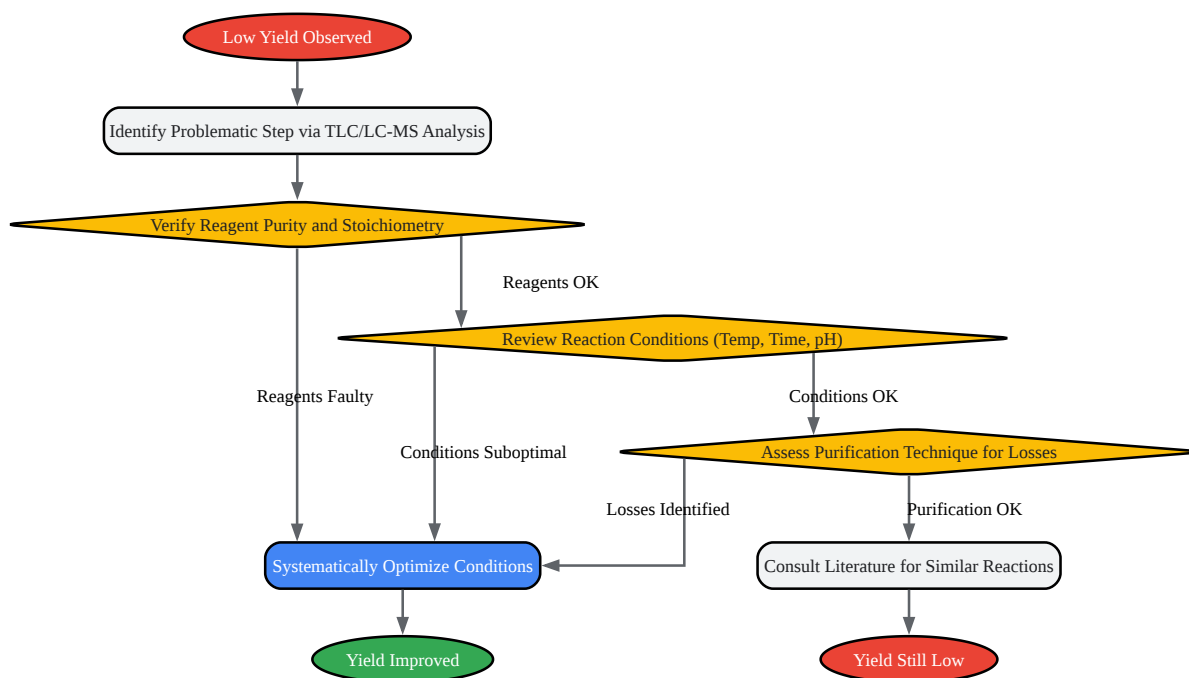 Low Yield Observed
Identify Problematic Step via TLC/LC-MS Analysis
Verify Reagent Purity and Stoichiometry
Reagents OK
Review Reaction Conditions (Temp, Time, pH)
Reagents Faulty
Conditions OK
Conditions Suboptimal
Assess Purification Technique for Losses
Losses Identified
Purification OK
Systematically Optimize Conditions
Consult Literature for Similar Reactions
Yield Improved
Yield Still Low